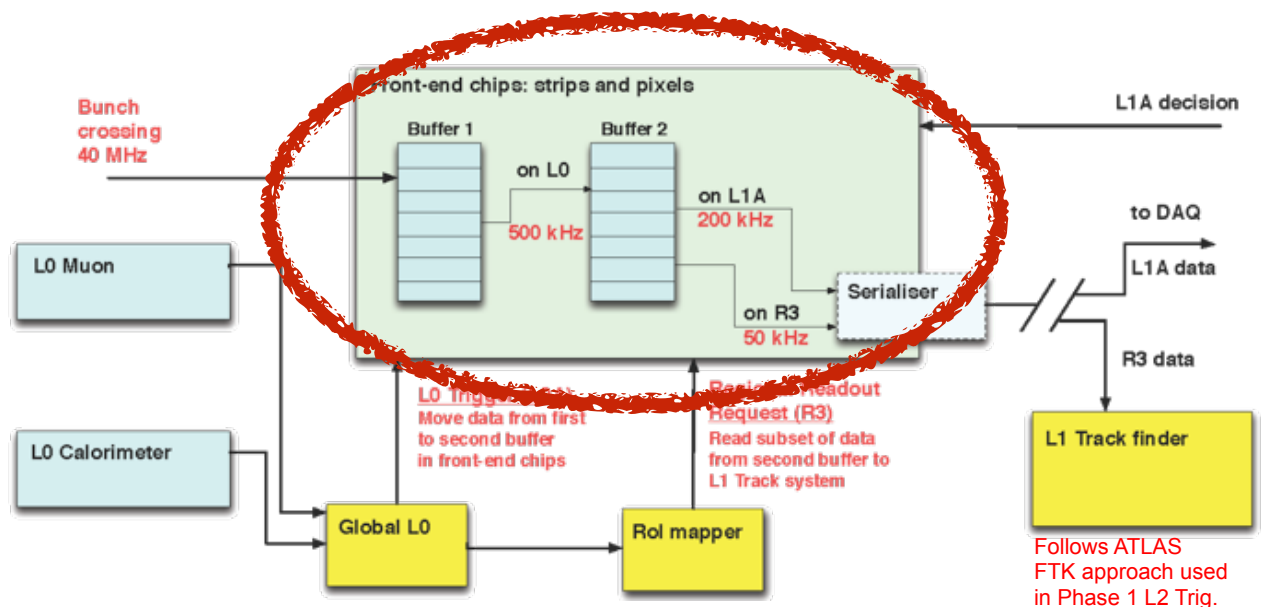 Front-end chips: strips and pixels
Bunch
crossing
40 MHz
Buffer 1
Buffer 2
L1A decision
on L0
500 kHz
on L1A
200 kHz
to DAQ
L1A data
L0 Muon
Serialiser
on R3
50 kHz
R3 data
L0 Trigger
Move data from first
to second buffer
in front-end chips
Readout
Request (R3)
Read subset of data
from second buffer to
L1 Track system
L0 Calorimeter
L1 Track finder
Global L0
RoI mapper
Follows ATLAS
FTK approach used
in Phase 1 L2 Trig.